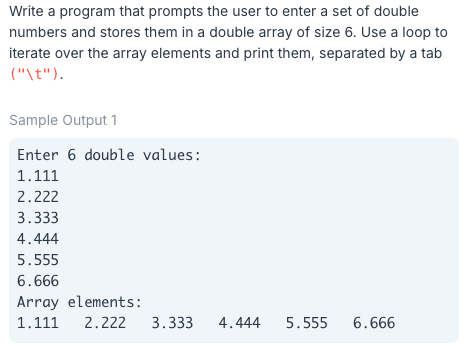 Write a program that prompts the user to enter a set of double
numbers and stores them in a double array of size 6. Use a loop to
iterate over the array elements and print them, separated by a tab
("\t").
Sample Output 1
Enter 6 double values:
1.111
2.222
3.333
4.444
5.555
6.666
Array elements:
1.111 2.222 3.333 4.444 5.555 6.666